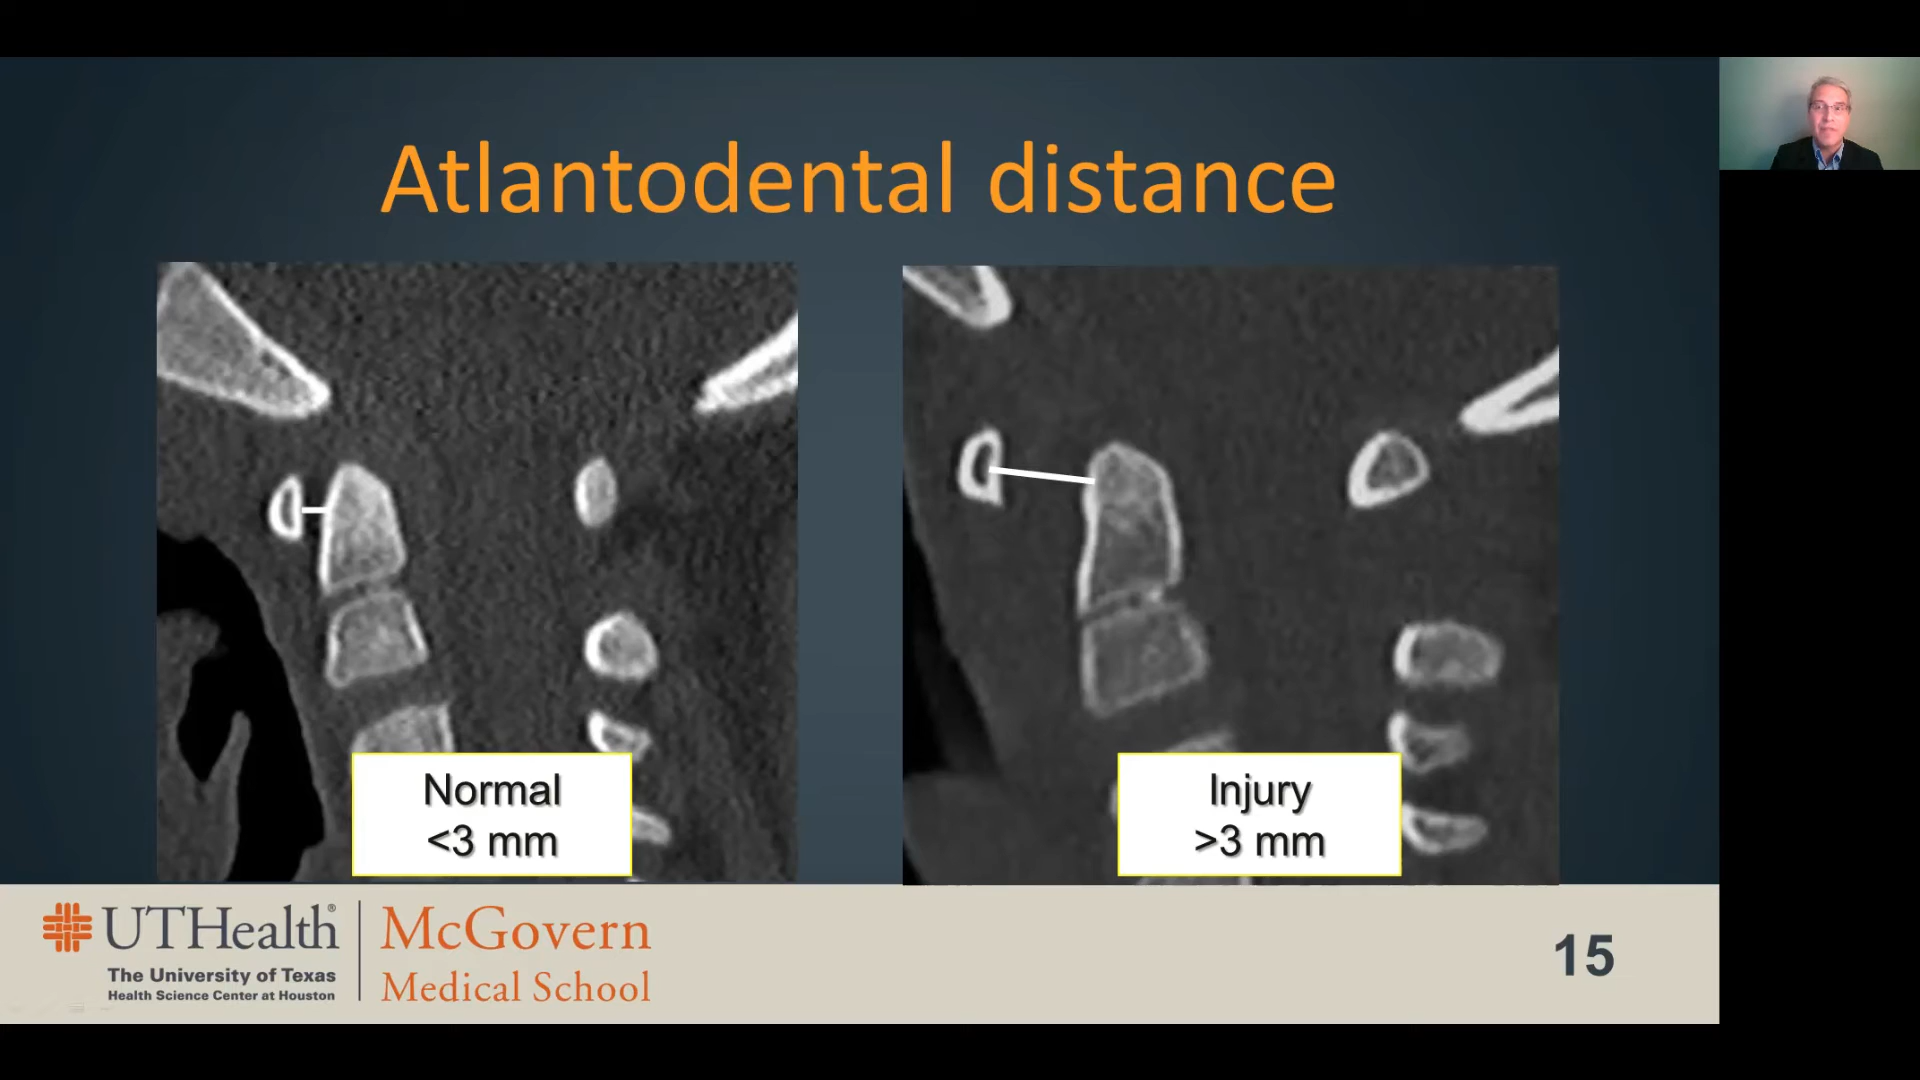 Atlantodental distance
Normal
<3 mm
Injury
>3 mm
UTHealth®
The University of Texas
Health Science Center at Houston
McGovern
Medical School
15